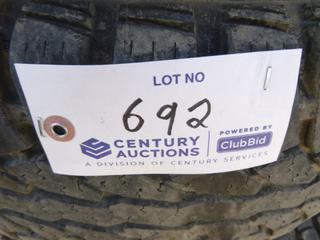 LOT NO
692
CENTURY AUCTIONS
POWERED BY
ClubBid
A DIVISION OF CENTURY SERVICES